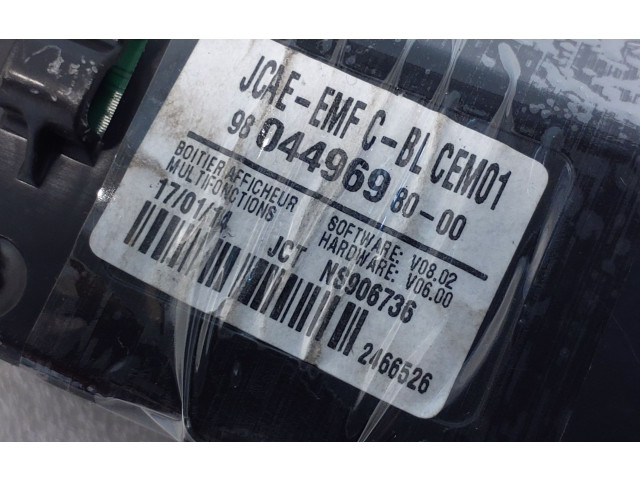 JCAE-EMF C-BL CEM01
98 044969 80-00
BOITIER AFFICHEUR
MULTIFONCTIONS
SOFTWARE: V08.02
HARDWARE: V06.00
17/01/14
JCT NS906736
2466526